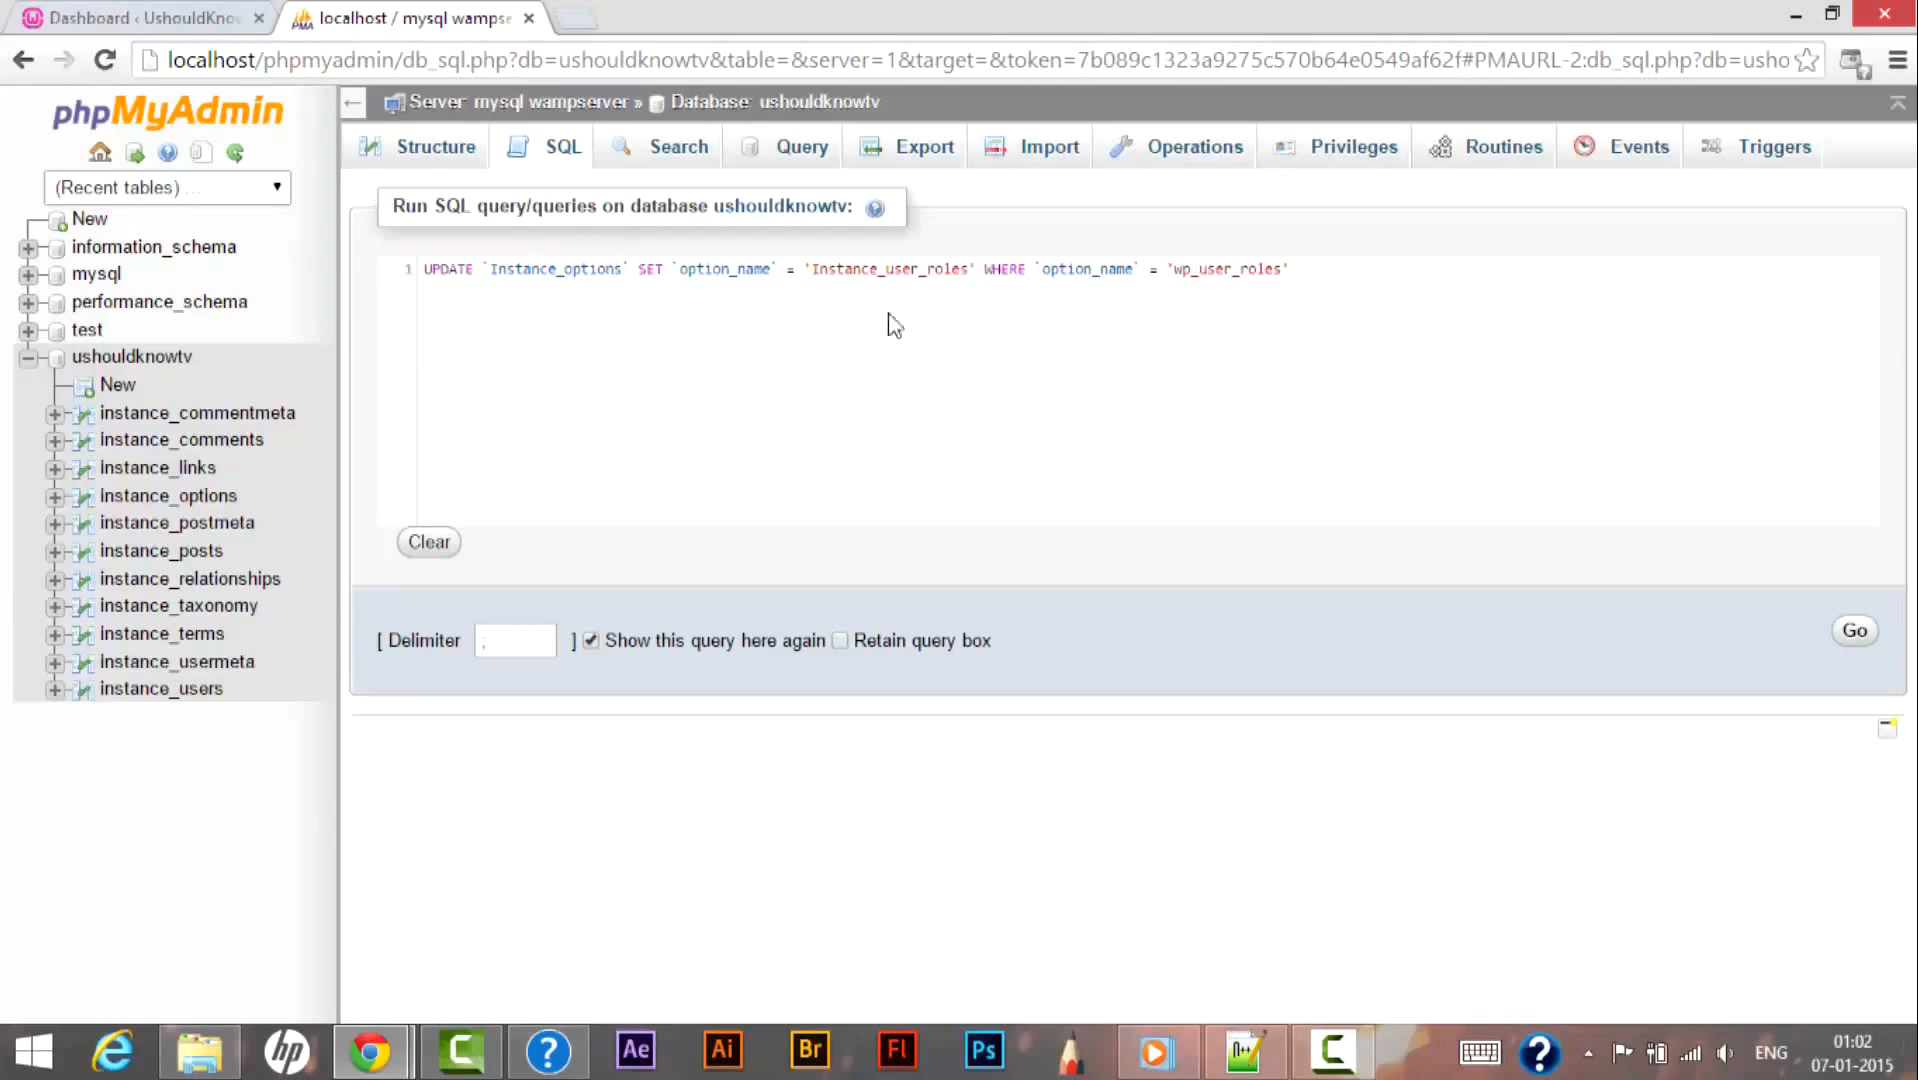 Dashboard ‹ UshouldKno
localhost / mysql wampse
localhost/phpmyadmin/db_sql.php?db=ushouldknowtv&table=&server=1&target=&token=7b089c1323a9275c570b64e0549af62f#PMAURL-2:db_sql.php?db=usho
phpMyAdmin
Server: mysql wampserver » Database: ushouldknowtv
Structure SQL Search Query Export Import Operations Privileges Routines Events Triggers
(Recent tables) ...
New
information_schema
mysql
performance_schema
test
ushouldknowtv
New
instance_commentmeta
instance_comments
instance_links
instance_options
instance_postmeta
instance_posts
instance_relationships
instance_taxonomy
instance_terms
instance_usermeta
instance_users
Run SQL query/queries on database ushouldknowtv:
1 UPDATE `Instance_options` SET `option_name` = 'Instance_user_roles' WHERE `option_name` = 'wp_user_roles'
Clear
[ Delimiter ; ] Show this query here again Retain query box
Go
hp
Ae
Ai
Br
Fl
Ps
ENG
01:02
07-01-2015